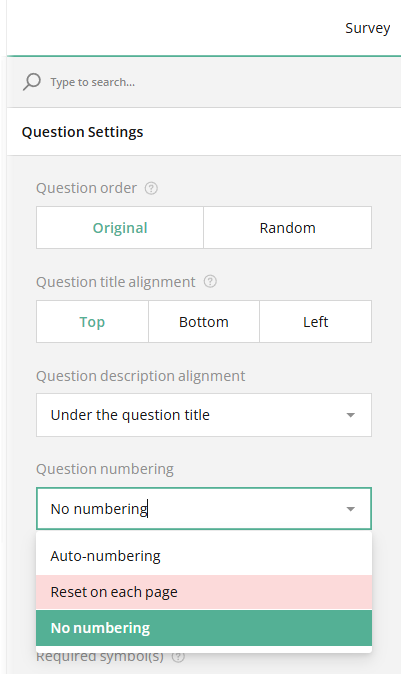 Survey
Type to search...
Question Settings
Question order
Original Random
Question title alignment
Top Bottom Left
Question description alignment
Under the question title
Question numbering
No numbering
Auto-numbering
Reset on each page
No numbering
Required symbol(s)